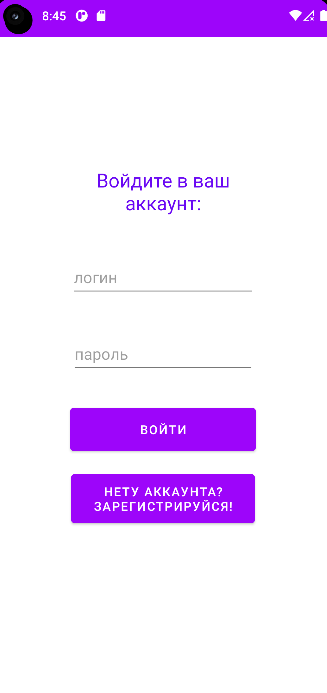 8:45
Войдите в ваш
аккаунт:
логин
пароль
ВОЙТИ
НЕТУ АККАУНТА?
ЗАРЕГИСТРИРУЙСЯ!